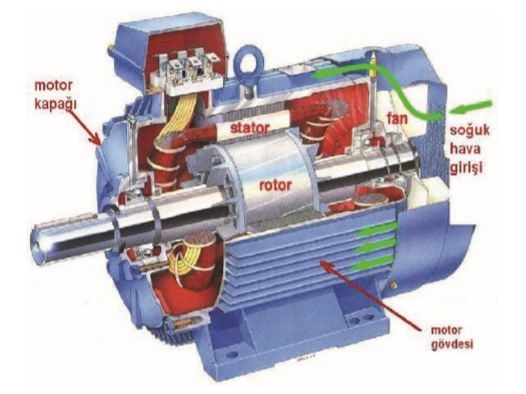 motor
kapağı
stator
fan
soğuk
hava
girişi
rotor
motor
gövdesi